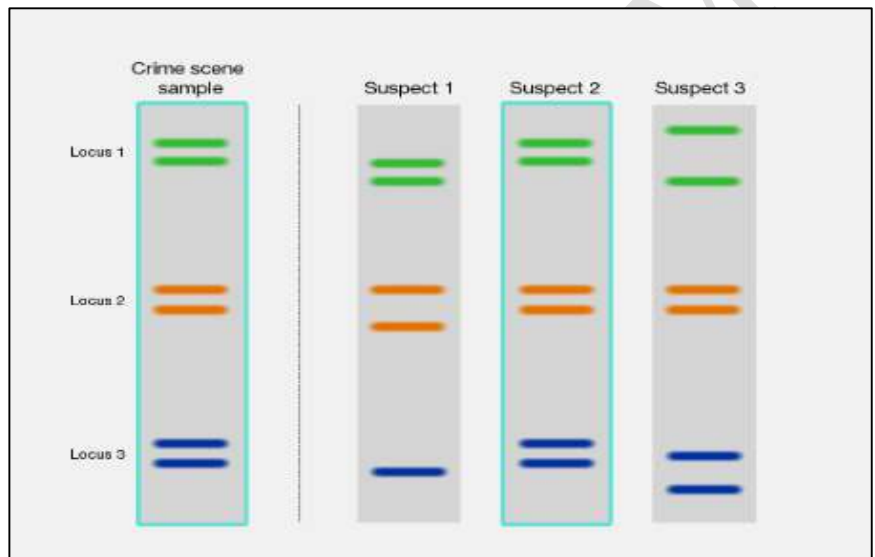 Crime scene
sample
Suspect 1
Suspect 2
Suspect 3
Locus 1
Locus 2
Locus 3